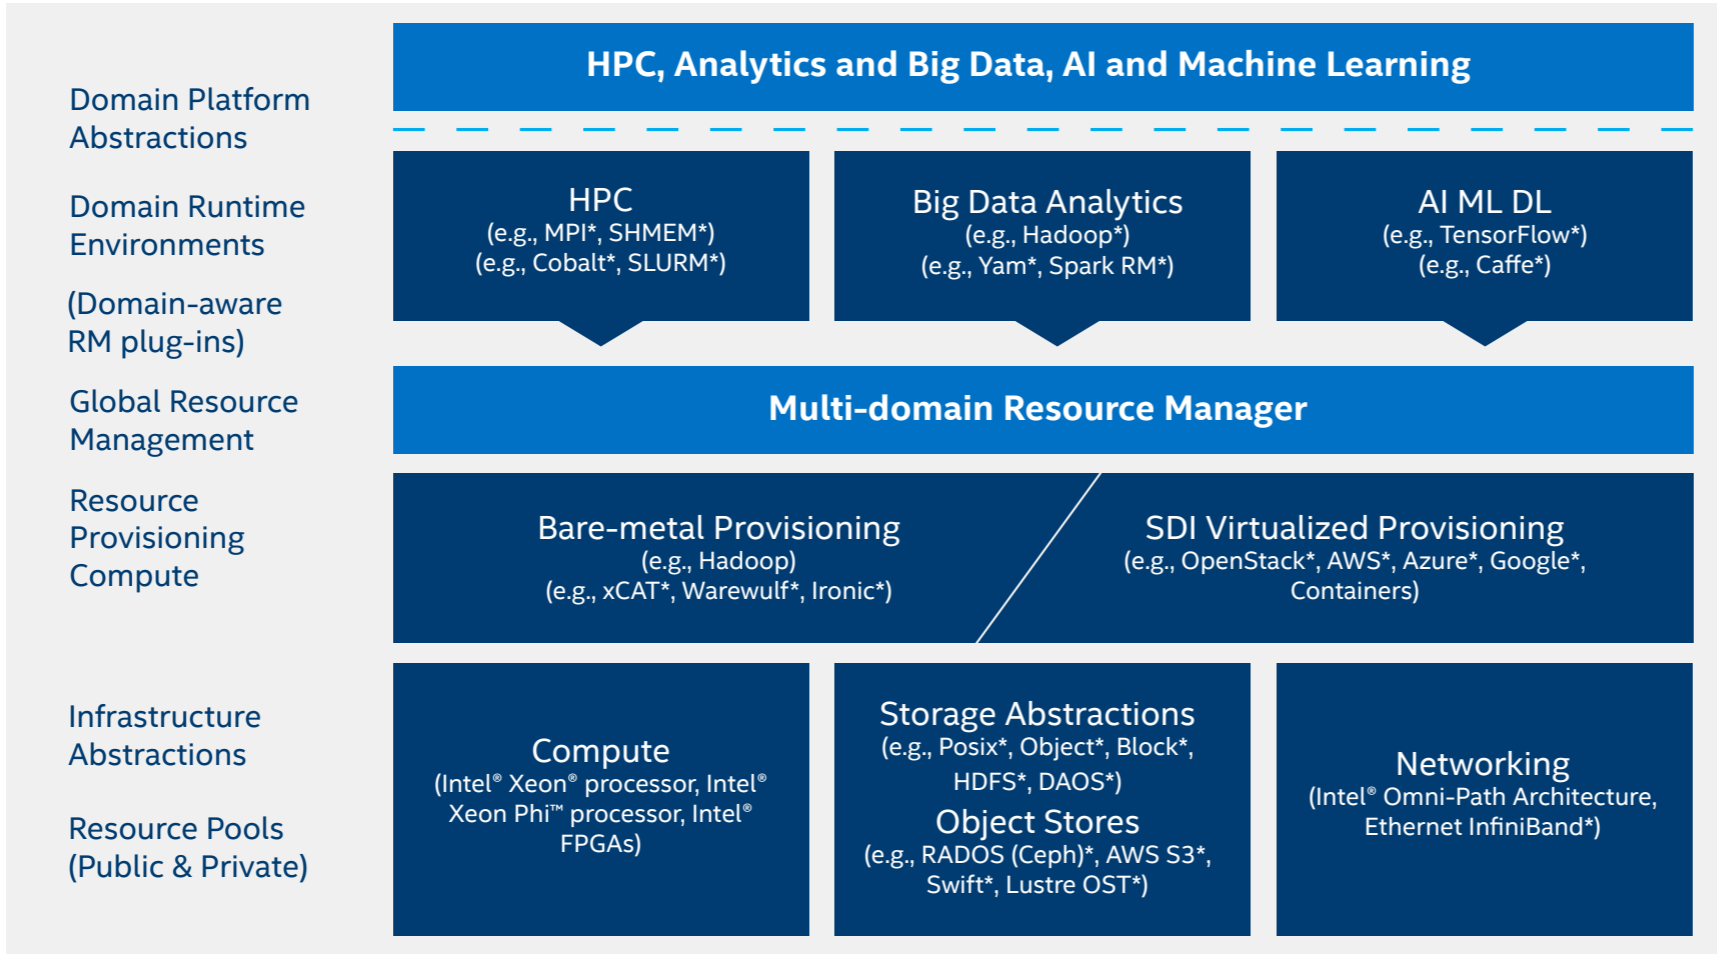 HPC, Analytics and Big Data, AI and Machine Learning
Domain Platform
Abstractions
Domain Runtime
Environments
(Domain-aware
RM plug-ins)
HPC
(e.g., MPI*, SHMEM*)
(e.g., Cobalt*, SLURM*)
Big Data Analytics
(e.g., Hadoop*)
(e.g., Yam*, Spark RM*)
AI ML DL
(e.g., TensorFlow*)
(e.g., Caffe*)
Global Resource
Management
Multi-domain Resource Manager
Resource
Provisioning
Compute
Bare-metal Provisioning
(e.g., Hadoop)
(e.g., xCAT*, Warewulf*, Ironic*)
SDI Virtualized Provisioning
(e.g., OpenStack*, AWS*, Azure*, Google*,
Containers)
Infrastructure
Abstractions
Resource Pools
(Public & Private)
Compute
(Intel® Xeon® processor, Intel®
Xeon Phi™ processor, Intel®
FPGAs)
Storage Abstractions
(e.g., Posix*, Object*, Block*,
HDFS*, DAOS*)
Object Stores
(e.g., RADOS (Ceph)*, AWS S3*,
Swift*, Lustre OST*)
Networking
(Intel® Omni-Path Architecture,
Ethernet InfiniBand*)